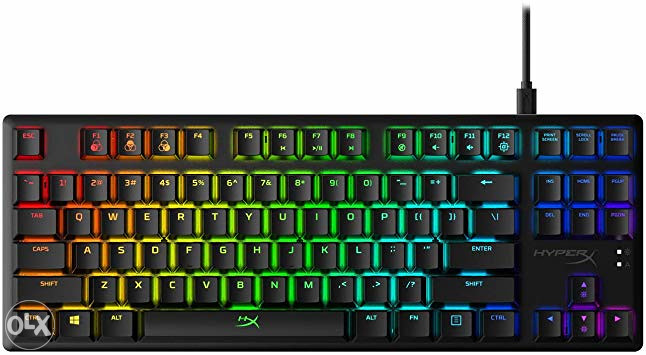 ESC F1 F2 F3 F4 F5 F6 F7 F8 F9 F10 F11 F12 PRINT SCREEN SCROLL LOCK PAUSE BREAK
~` 1! 2@ 3# 4$ 5% 6^ 7& 8* 9( 0) -_ =+ INS HOME PGUP
TAB Q W E R T Y U I O P [{ ]} \| DEL END PGDN
CAPS A S D F G H J K L ;: '" ENTER HYPERX
SHIFT Z X C V B N M ,< .> /? SHIFT
CTRL ALT HX ALT FN CTRL
OLX